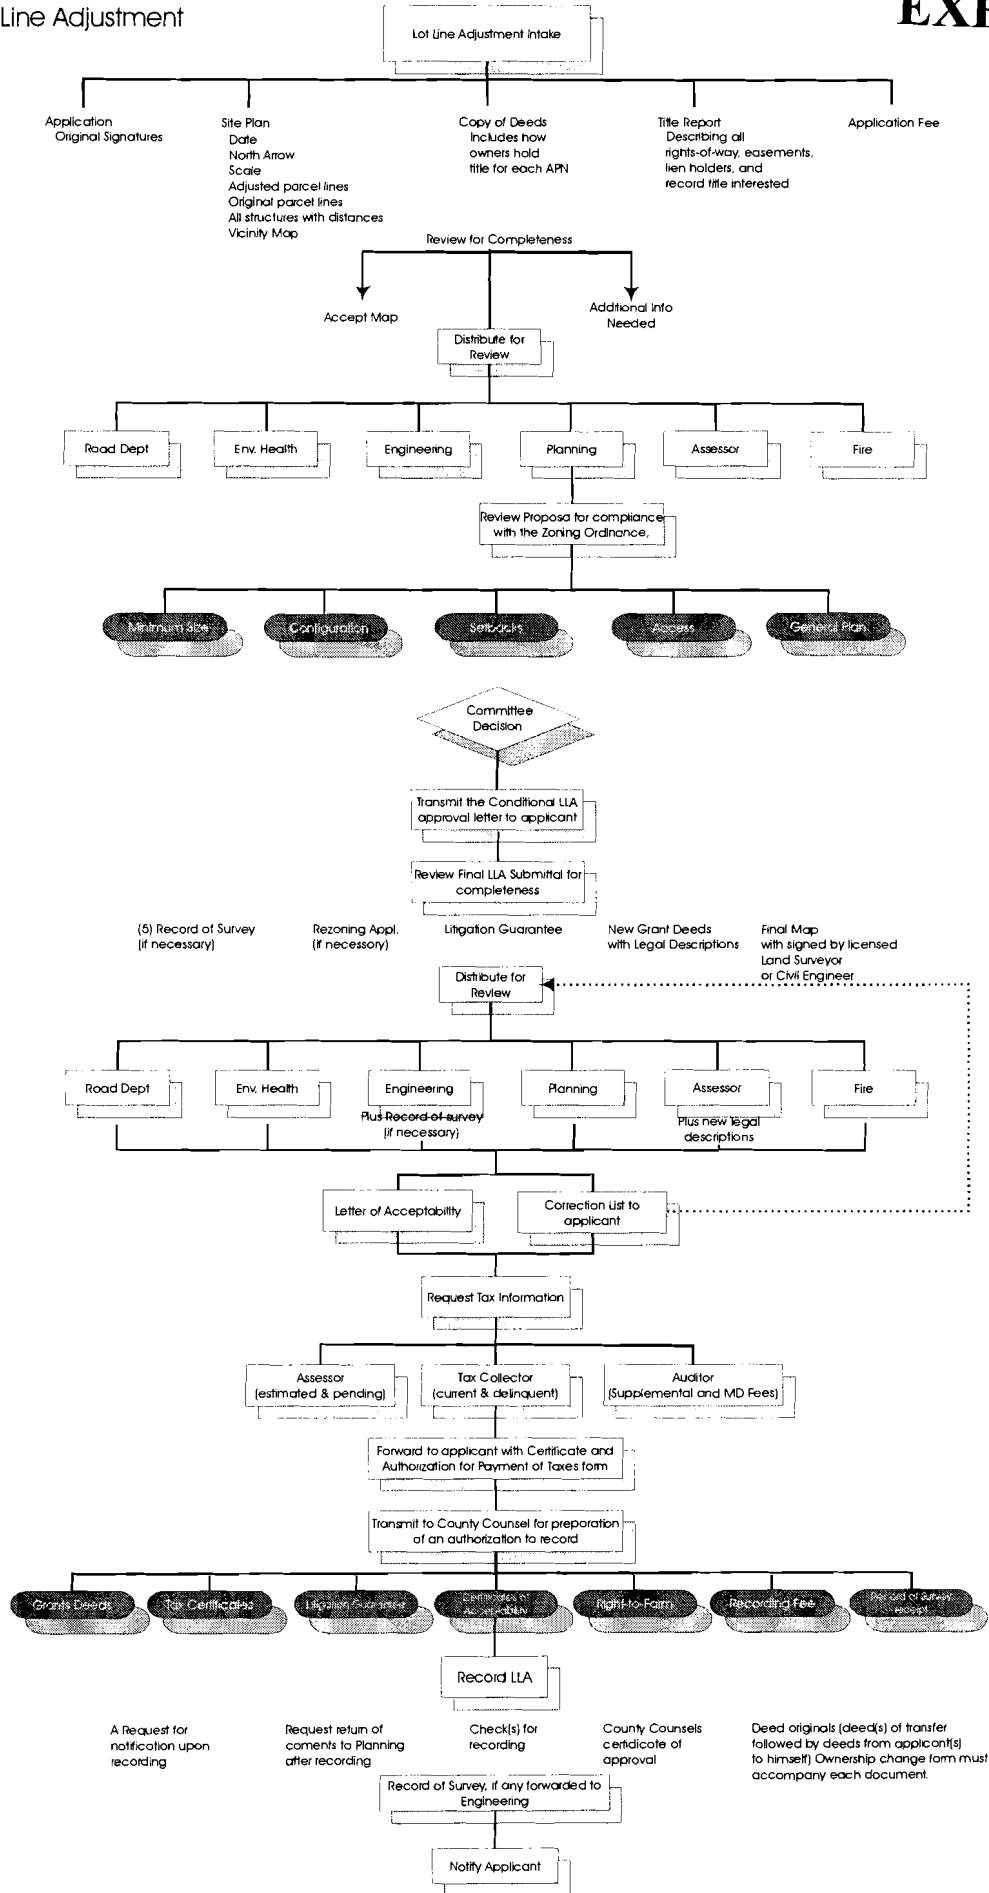 Line Adjustment
Lot Line Adjustment Intake
Application
Original Signatures
Site Plan
Date
North Arrow
Scale
Adjusted parcel lines
Original parcel lines
All structures with distances
Vicinity Map
Copy of Deeds
Includes how
owners hold
title for each APN
Title Report
Describing all
rights-of-way, easements,
lien holders, and
record title interested
Application Fee
Review for Completeness
Accept Map
Additional Info
Needed
Distribute for
Review
Road Dept
Env. Health
Engineering
Planning
Assessor
Fire
Review Proposa for compliance
with the Zoning Ordinance,
Minimum Size
Configuration
Setbacks
Access
General Plan
Committee
Decision
Transmit the Conditional LLA
approval letter to applicant
Review Final LLA Submittal for
completeness
(5) Record of Survey
(if necessary)
Rezoning Appl.
(if necessory)
Litigation Guarantee
New Grant Deeds
with Legal Descriptions
Final Map
with signed by licensed
Land Surveyor
or Civil Engineer
Distribute for
Review
Road Dept
Env. Health
Engineering
Plus Record of survey
(if necessary)
Planning
Assessor
Plus new legal
descriptions
Fire
Letter of Acceptability
Correction List to
applicant
Request Tax Information
Assessor
(estimated & pending)
Tax Collector
(current & delinquent)
Auditor
(Supplemental and MD Fees)
Forward to applicant with Certificate and
Authorization for Payment of Taxes form
Transmit to County Counsel for preparation
of an authorization to record
Grants Deeds
Tax Certificates
Litigation Guarantee
Certificates of
Acceptability
Right-to-Farm
Recording Fee
Record of survey
receipt
Record LLA
A Request for
notification upon
recording
Request return of
coments to Planning
after recording
Check(s) for
recording
County Counsels
certidicote of
approval
Deed originals (deed(s) of transfer
followed by deeds from applicant(s)
to himself) Ownership change form must
accompany each document.
Record of Survey, if any forwarded to
Engineering
Notify Applicant